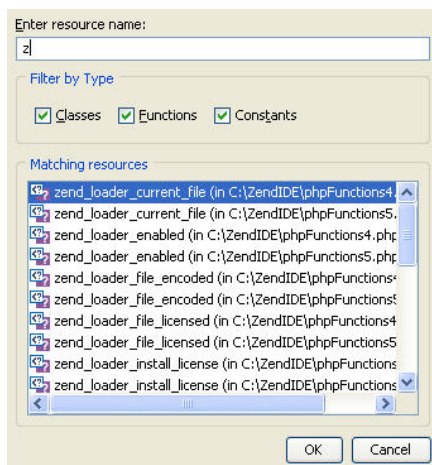 Enter resource name:
z
Filter by Type
Classes Functions Constants
Matching resources
zend_loader_current_file (in C:\ZendIDE\phpFunctions4.
zend_loader_current_file (in C:\ZendIDE\phpFunctions5.
zend_loader_enabled (in C:\ZendIDE\phpFunctions4.php
zend_loader_enabled (in C:\ZendIDE\phpFunctions5.php
zend_loader_file_encoded (in C:\ZendIDE\phpFunctions4
zend_loader_file_encoded (in C:\ZendIDE\phpFunctions5
zend_loader_file_licensed (in C:\ZendIDE\phpFunctions4
zend_loader_file_licensed (in C:\ZendIDE\phpFunctions5
zend_loader_install_license (in C:\ZendIDE\phpFunctions
zend_loader_install_license (in C:\ZendIDE\phpFunctions
OK Cancel